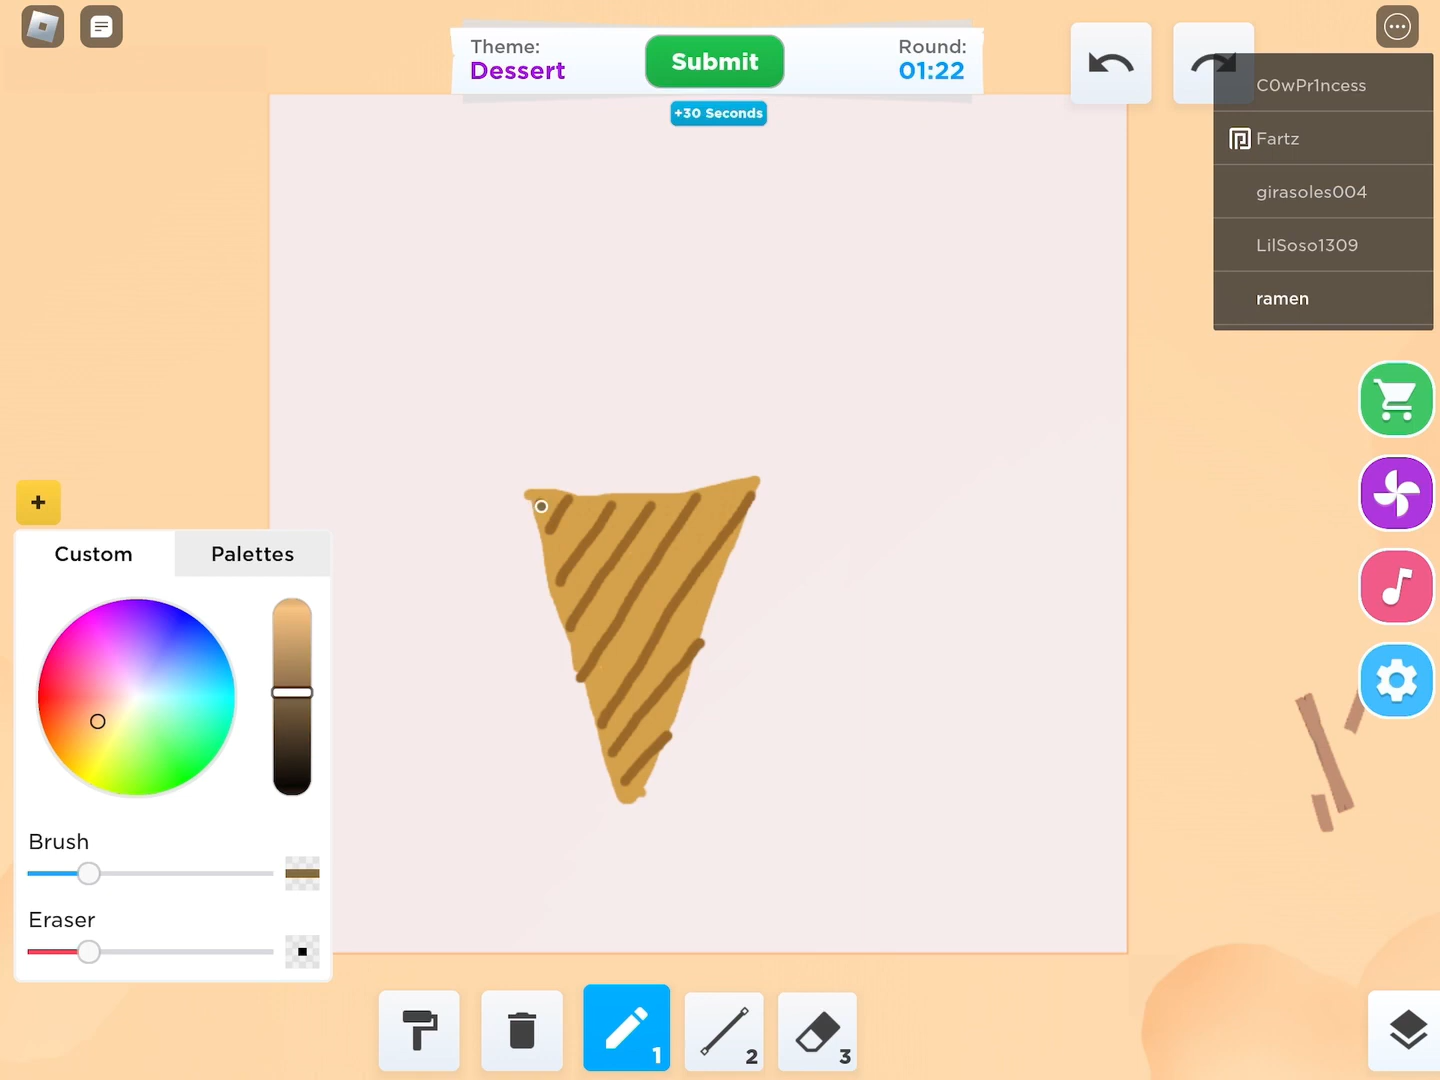 Theme:
Dessert
Submit
Round:
01:22
+30 Seconds
C0wPr1ncess
Fartz
girasoles004
LilSoso1309
ramen
+
Custom
Palettes
Brush
Eraser
1
2
3